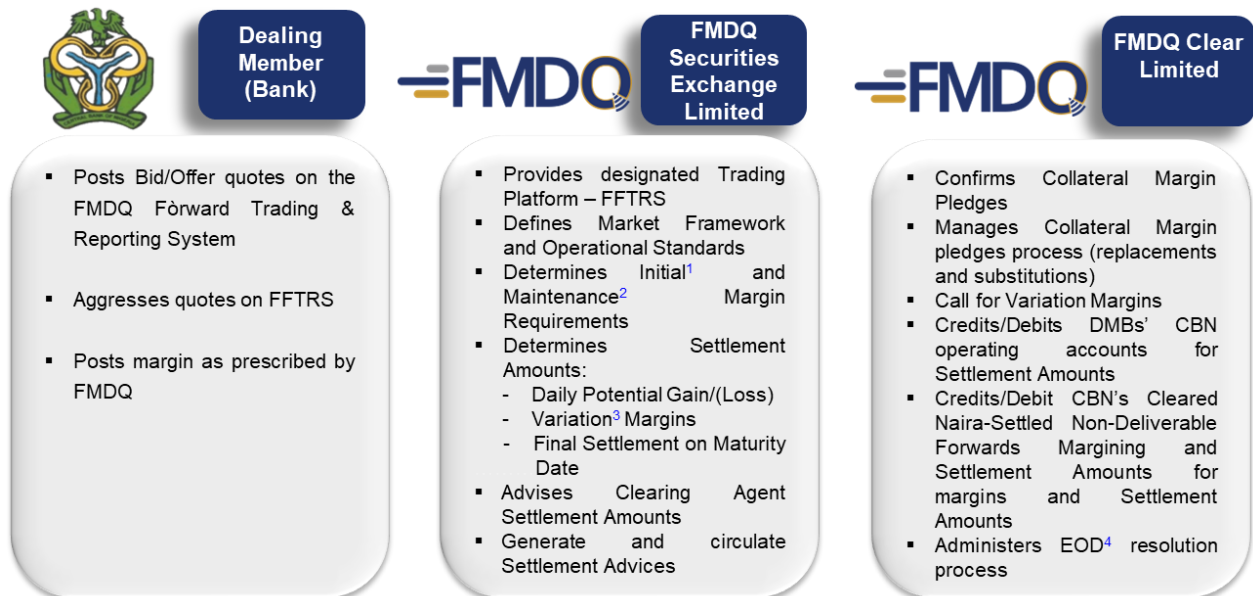 Dealing
Member
(Bank)
▪ Posts Bid/Offer quotes on the
FMDQ Fòrward Trading &
Reporting System
▪ Aggresses quotes on FFTRS
▪ Posts margin as prescribed by
FMDQ
FMDQ
FMDQ
Securities
Exchange
Limited
▪ Provides designated Trading
Platform – FFTRS
▪ Defines Market Framework
and Operational Standards
▪ Determines Initial¹ and
Maintenance² Margin
Requirements
▪ Determines Settlement
Amounts:
- Daily Potential Gain/(Loss)
- Variation³ Margins
- Final Settlement on Maturity
Date
▪ Advises Clearing Agent
Settlement Amounts
▪ Generate and circulate
Settlement Advices
FMDQ
FMDQ Clear
Limited
▪ Confirms Collateral Margin
Pledges
▪ Manages Collateral Margin
pledges process (replacements
and substitutions)
▪ Call for Variation Margins
▪ Credits/Debits DMBs' CBN
operating accounts for
Settlement Amounts
▪ Credits/Debit CBN's Cleared
Naira-Settled Non-Deliverable
Forwards Margining and
Settlement Amounts for
margins and Settlement
Amounts
▪ Administers EOD⁴ resolution
process